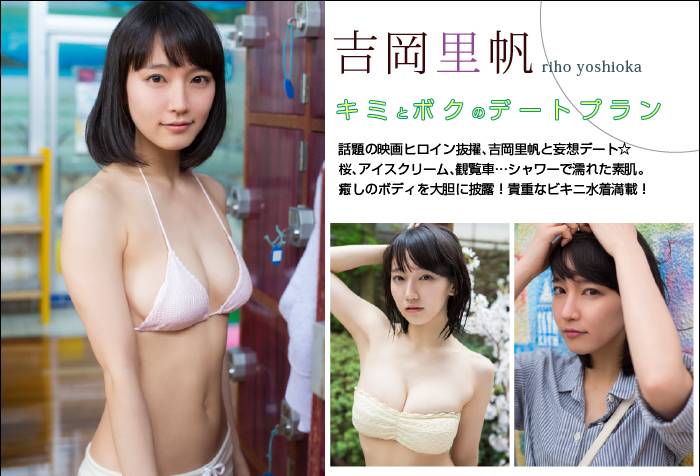 吉岡里帆 riho yoshioka
キミとボクのデートプラン
話題の映画ヒロイン抜擢、吉岡里帆と妄想デート☆
桜、アイスクリーム、観覧車…シャワーで濡れた素肌。
癒しのボディを大胆に披露！貴重なビキニ水着満載！